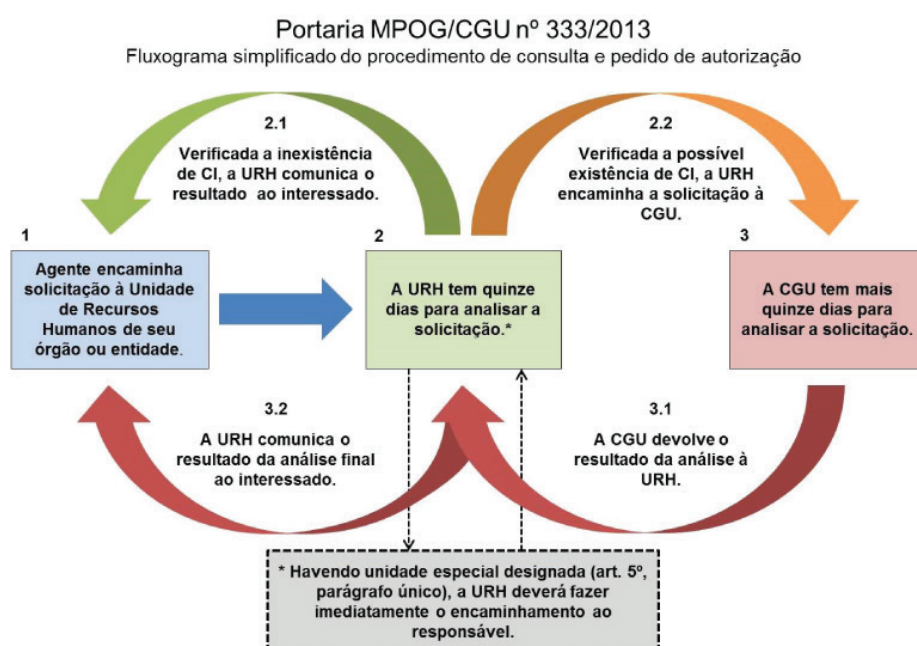 Portaria MPOG/CGU nº 333/2013
Fluxograma simplificado do procedimento de consulta e pedido de autorização
2.1
Verificada a inexistência
de CI, a URH comunica o
resultado ao interessado.
2.2
Verificada a possível
existência de CI, a URH
encaminha a solicitação à
CGU.
1
Agente encaminha
solicitação à Unidade
de Recursos
Humanos de seu
órgão ou entidade.
2
A URH tem quinze
dias para analisar a
solicitação.*
3
A CGU tem mais
quinze dias para
analisar a solicitação.
3.2
A URH comunica o
resultado da análise final
ao interessado.
3.1
A CGU devolve o
resultado da análise à
URH.
* Havendo unidade especial designada (art. 5º,
parágrafo único), a URH deverá fazer
imediatamente o encaminhamento ao
responsável.